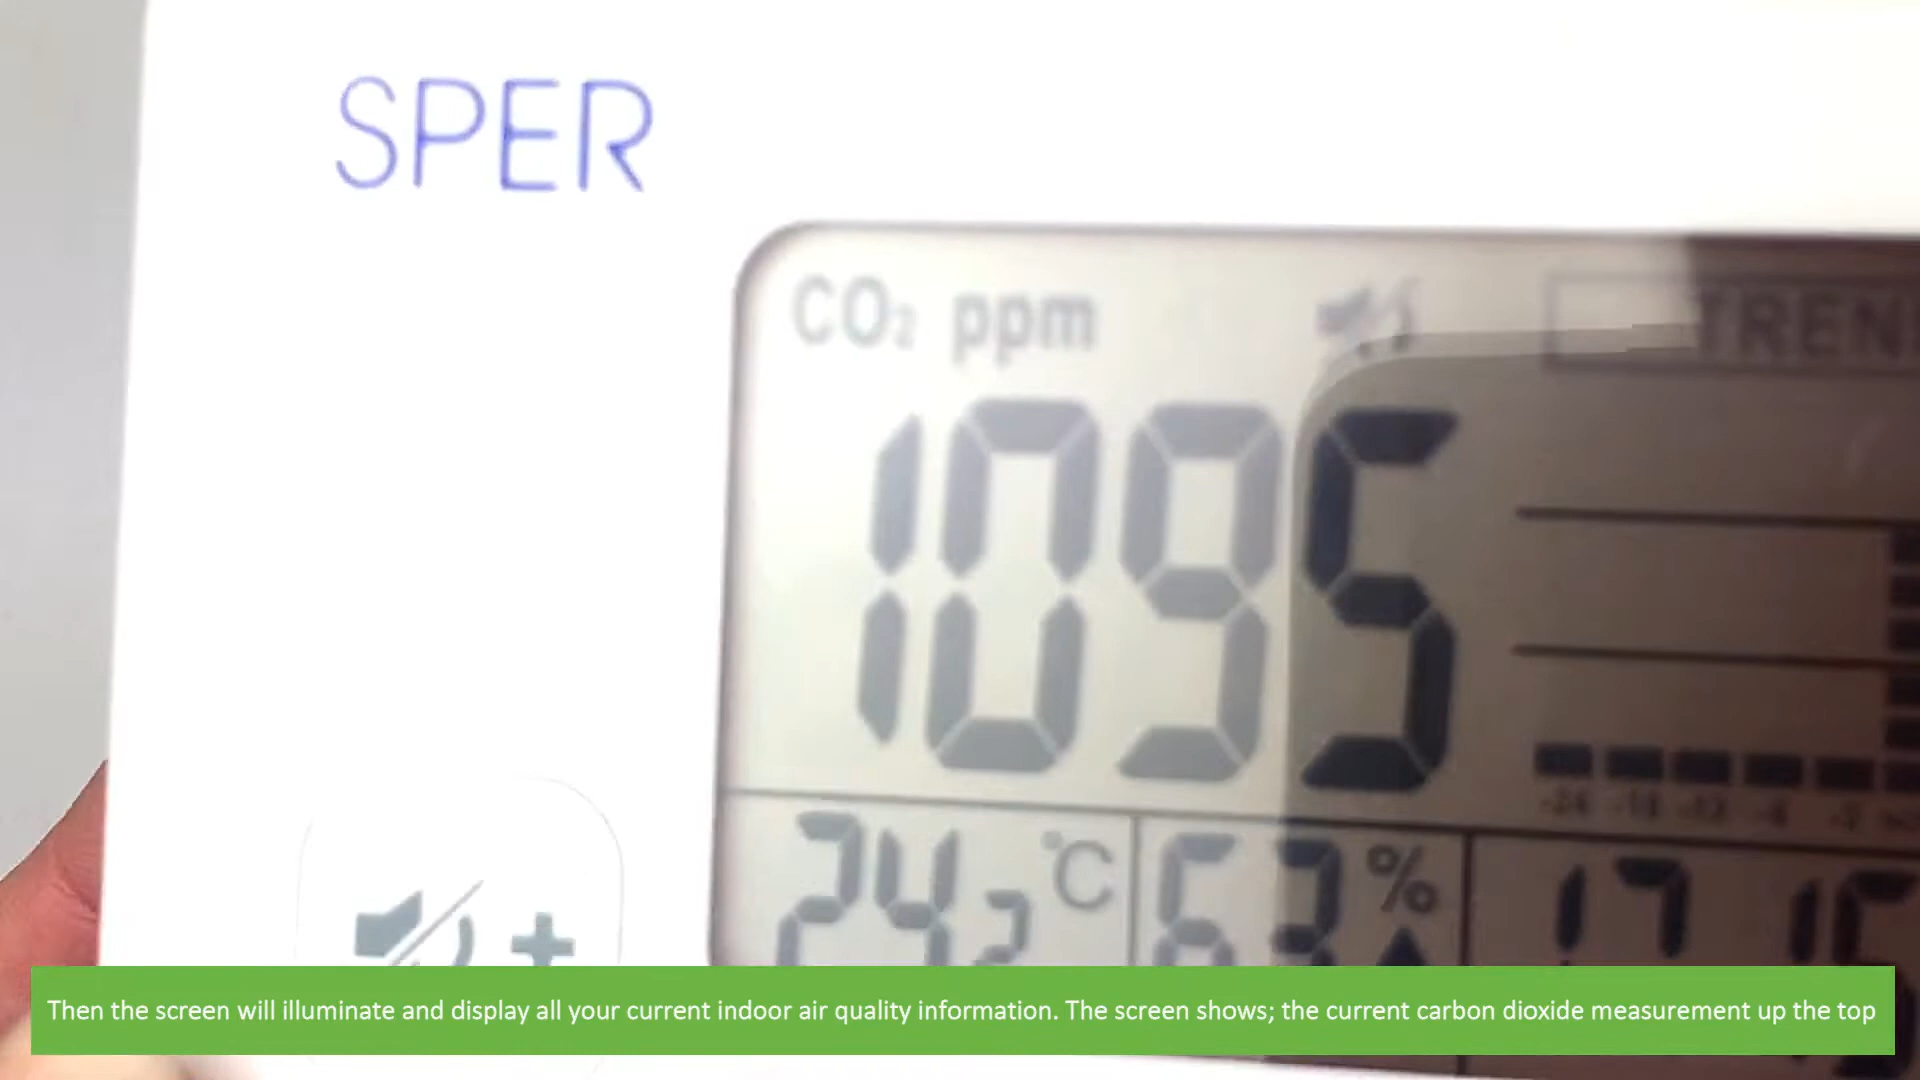 SPER
CO₂ ppm
TREN
1095
24.2 °C 63 %
Then the screen will illuminate and display all your current indoor air quality information. The screen shows; the current carbon dioxide measurement up the top